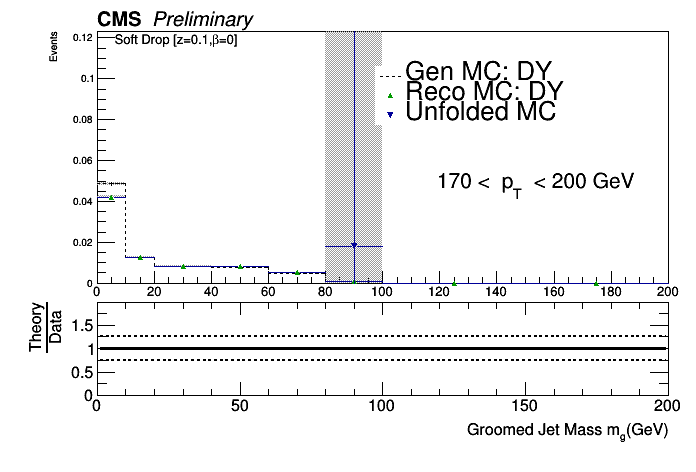 CMS Preliminary
Events
Soft Drop [z=0.1,β=0]
0.12
0.1
0.08
0.06
0.04
0.02
0
Gen MC: DY
Reco MC: DY
Unfolded MC
170 < pT < 200 GeV
0 20 40 60 80 100 120 140 160 180 200
Theory
Data
1.5
1
0.5
0
0 50 100 150 200
Groomed Jet Mass mg(GeV)